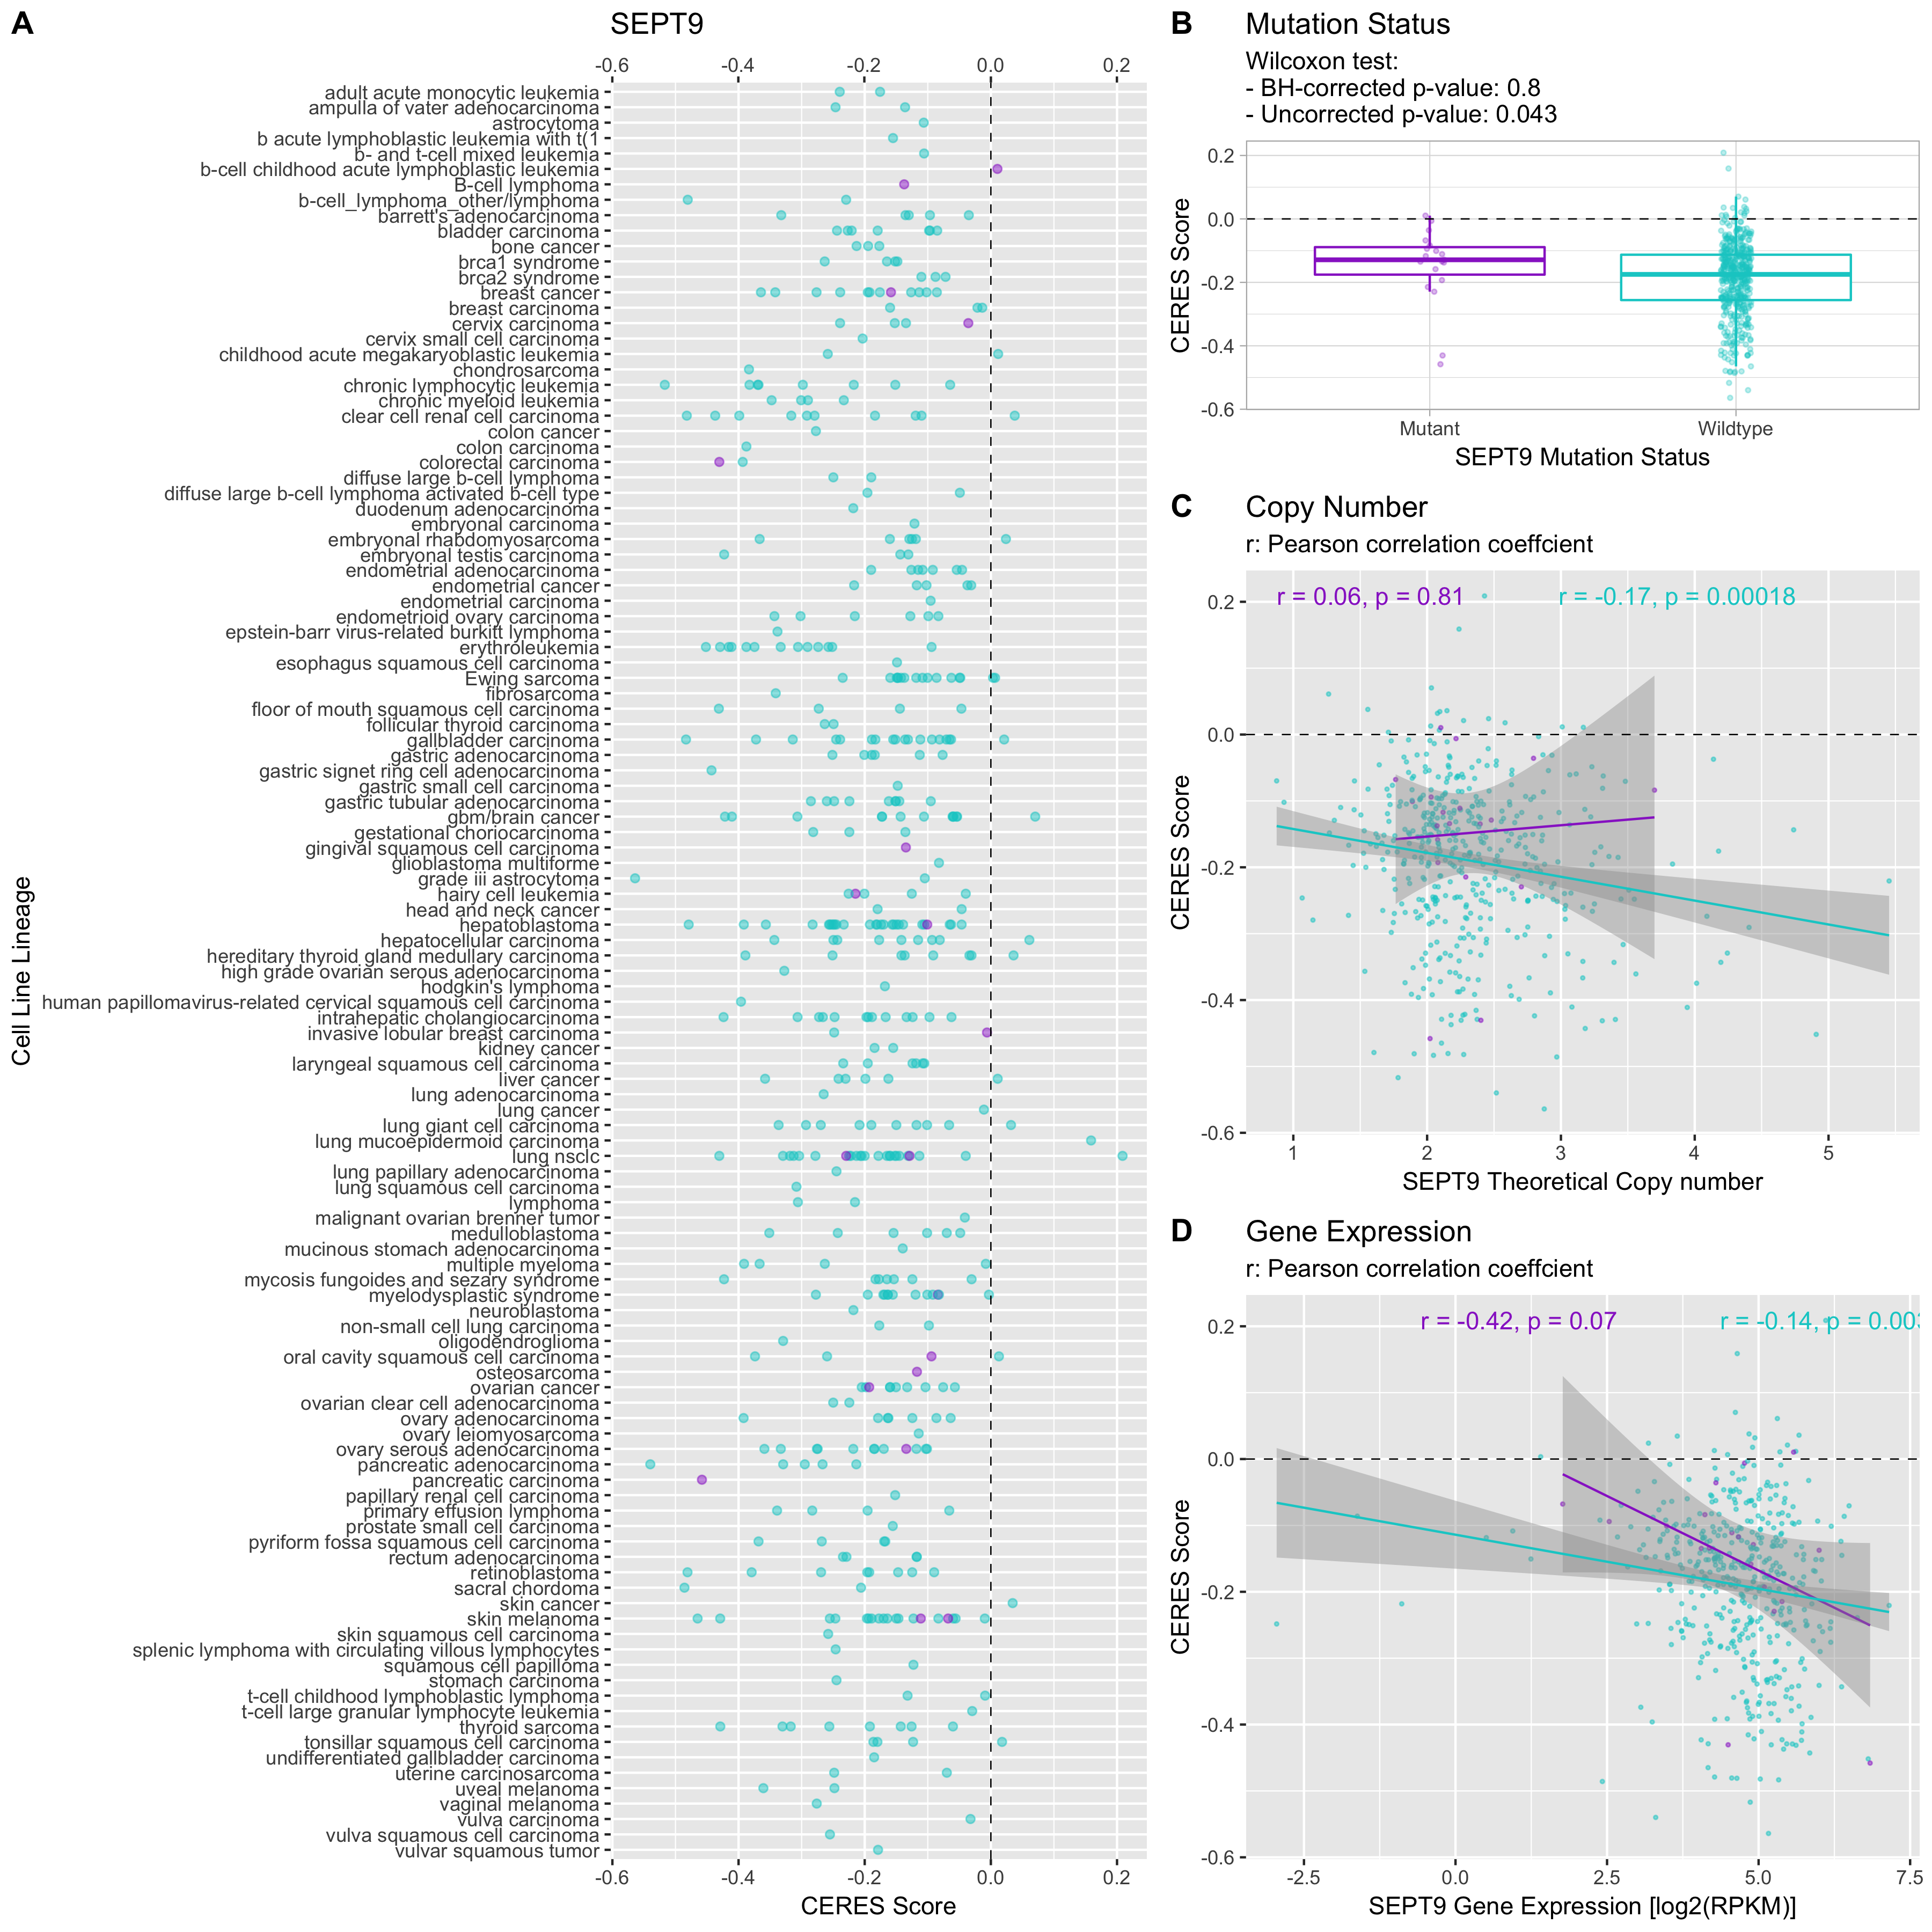 A
SEPT9
-0.6 -0.4 -0.2 0.0 0.2
Cell Line Lineage
adult acute monocytic leukemia
ampulla of vater adenocarcinoma
astrocytoma
b acute lymphoblastic leukemia with t(1
b- and t-cell mixed leukemia
b-cell childhood acute lymphoblastic leukemia
B-cell lymphoma
b-cell_lymphoma_other/lymphoma
barrett's adenocarcinoma
bladder carcinoma
bone cancer
brca1 syndrome
brca2 syndrome
breast cancer
breast carcinoma
cervix carcinoma
cervix small cell carcinoma
childhood acute megakaryoblastic leukemia
chondrosarcoma
chronic lymphocytic leukemia
chronic myeloid leukemia
clear cell renal cell carcinoma
colon cancer
colon carcinoma
colorectal carcinoma
diffuse large b-cell lymphoma
diffuse large b-cell lymphoma activated b-cell type
duodenum adenocarcinoma
embryonal carcinoma
embryonal rhabdomyosarcoma
embryonal testis carcinoma
endometrial adenocarcinoma
endometrial cancer
endometrial carcinoma
endometrioid ovary carcinoma
epstein-barr virus-related burkitt lymphoma
erythroleukemia
esophagus squamous cell carcinoma
Ewing sarcoma
fibrosarcoma
floor of mouth squamous cell carcinoma
follicular thyroid carcinoma
gallbladder carcinoma
gastric adenocarcinoma
gastric signet ring cell adenocarcinoma
gastric small cell carcinoma
gastric tubular adenocarcinoma
gbm/brain cancer
gestational choriocarcinoma
gingival squamous cell carcinoma
glioblastoma multiforme
grade iii astrocytoma
hairy cell leukemia
head and neck cancer
hepatoblastoma
hepatocellular carcinoma
hereditary thyroid gland medullary carcinoma
high grade ovarian serous adenocarcinoma
hodgkin's lymphoma
human papillomavirus-related cervical squamous cell carcinoma
intrahepatic cholangiocarcinoma
invasive lobular breast carcinoma
kidney cancer
laryngeal squamous cell carcinoma
liver cancer
lung adenocarcinoma
lung cancer
lung giant cell carcinoma
lung mucoepidermoid carcinoma
lung nsclc
lung papillary adenocarcinoma
lung squamous cell carcinoma
lymphoma
malignant ovarian brenner tumor
medulloblastoma
mucinous stomach adenocarcinoma
multiple myeloma
mycosis fungoides and sezary syndrome
myelodysplastic syndrome
neuroblastoma
non-small cell lung carcinoma
oligodendroglioma
oral cavity squamous cell carcinoma
osteosarcoma
ovarian cancer
ovarian clear cell adenocarcinoma
ovary adenocarcinoma
ovary leiomyosarcoma
ovary serous adenocarcinoma
pancreatic adenocarcinoma
pancreatic carcinoma
papillary renal cell carcinoma
primary effusion lymphoma
prostate small cell carcinoma
pyriform fossa squamous cell carcinoma
rectum adenocarcinoma
retinoblastoma
sacral chordoma
skin cancer
skin melanoma
skin squamous cell carcinoma
splenic lymphoma with circulating villous lymphocytes
squamous cell papilloma
stomach carcinoma
t-cell childhood lymphoblastic lymphoma
t-cell large granular lymphocyte leukemia
thyroid sarcoma
tonsillar squamous cell carcinoma
undifferentiated gallbladder carcinoma
uterine carcinosarcoma
uveal melanoma
vaginal melanoma
vulva carcinoma
vulva squamous cell carcinoma
vulvar squamous tumor
-0.6 -0.4 -0.2 0.0 0.2
CERES Score
B
Mutation Status
Wilcoxon test:
- BH-corrected p-value: 0.8
- Uncorrected p-value: 0.043
CERES Score
0.2
0.0
-0.2
-0.4
-0.6
Mutant Wildtype
SEPT9 Mutation Status
C
Copy Number
r: Pearson correlation coeffcient
r = 0.06, p = 0.81 r = -0.17, p = 0.00018
CERES Score
0.2
0.0
-0.2
-0.4
-0.6
1 2 3 4 5
SEPT9 Theoretical Copy number
D
Gene Expression
r: Pearson correlation coeffcient
r = -0.42, p = 0.07 r = -0.14, p = 0.00
CERES Score
0.2
0.0
-0.2
-0.4
-0.6
-2.5 0.0 2.5 5.0 7.5
SEPT9 Gene Expression [log2(RPKM)]